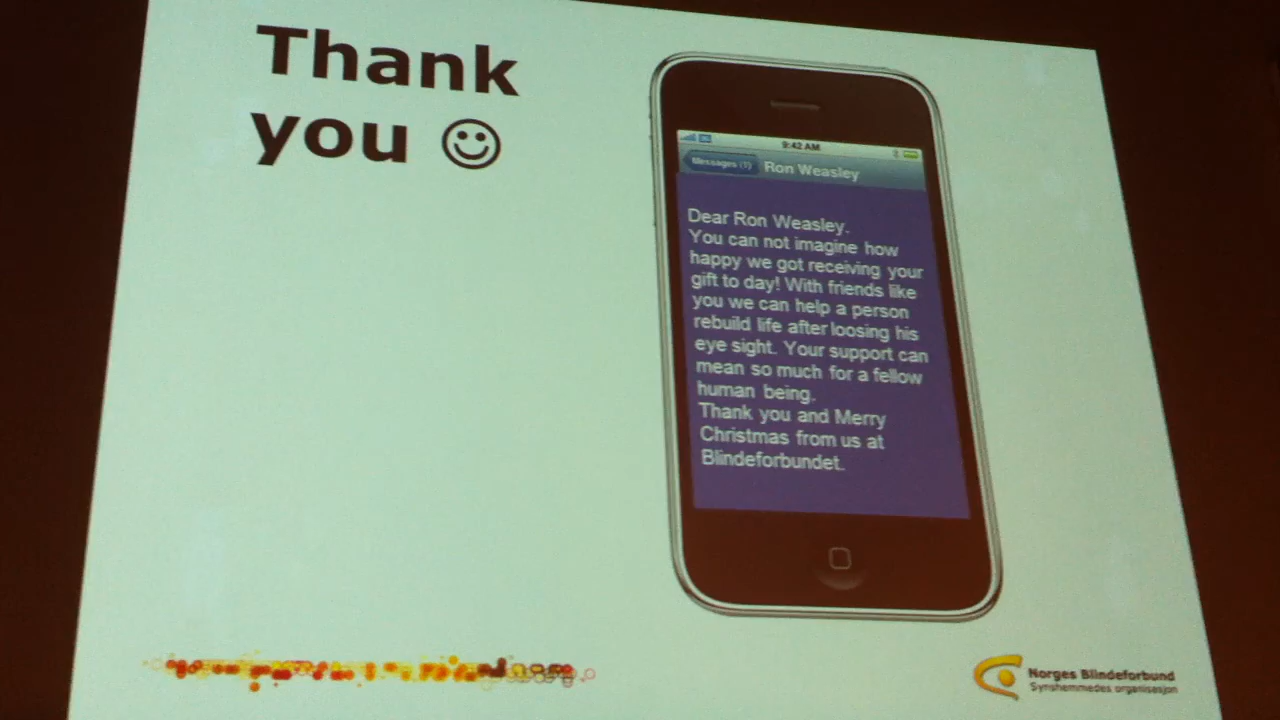 Thank
you ☺
9:42 AM
Messages (1)
Ron Weasley
Dear Ron Weasley.
You can not imagine how
happy we got receiving your
gift to day! With friends like
you we can help a person
rebuild life after loosing his
eye sight. Your support can
mean so much for a fellow
human being.
Thank you and Merry
Christmas from us at
Blindeforbundet.
Norges Blindeforbund
Synshemmedes organisasjon